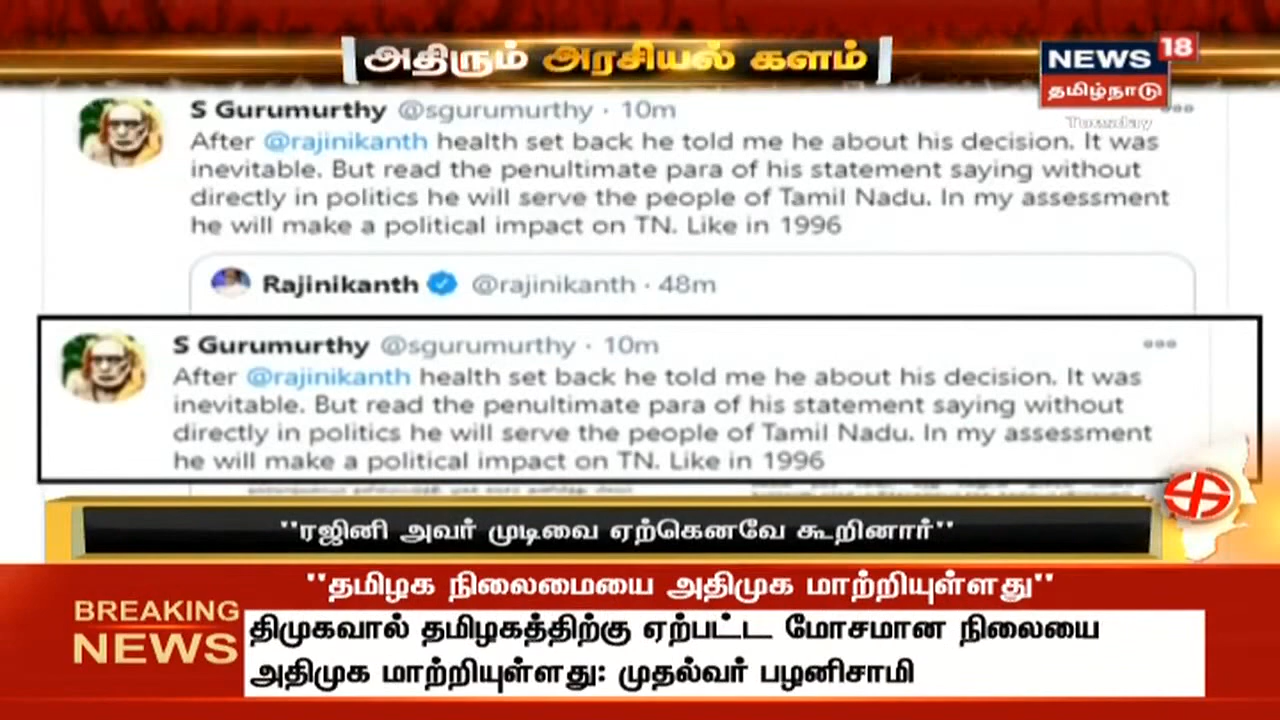 அதிரும் அரசியல் களம்
NEWS 18
தமிழ்நாடு
Tuesday
S Gurumurthy @sgurumurthy · 10m
After @rajinikanth health set back he told me he about his decision. It was
inevitable. But read the penultimate para of his statement saying without
directly in politics he will serve the people of Tamil Nadu. In my assessment
he will make a political impact on TN. Like in 1996
Rajinikanth @rajinikanth · 48m
S Gurumurthy @sgurumurthy · 10m
After @rajinikanth health set back he told me he about his decision. It was
inevitable. But read the penultimate para of his statement saying without
directly in politics he will serve the people of Tamil Nadu. In my assessment
he will make a political impact on TN. Like in 1996
"ரஜினி அவர் முடிவை ஏற்கெனவே கூறினார்"
"தமிழக நிலைமையை அதிமுக மாற்றியுள்ளது"
BREAKING
NEWS
திமுகவால் தமிழகத்திற்கு ஏற்பட்ட மோசமான நிலையை
அதிமுக மாற்றியுள்ளது: முதல்வர் பழனிசாமி